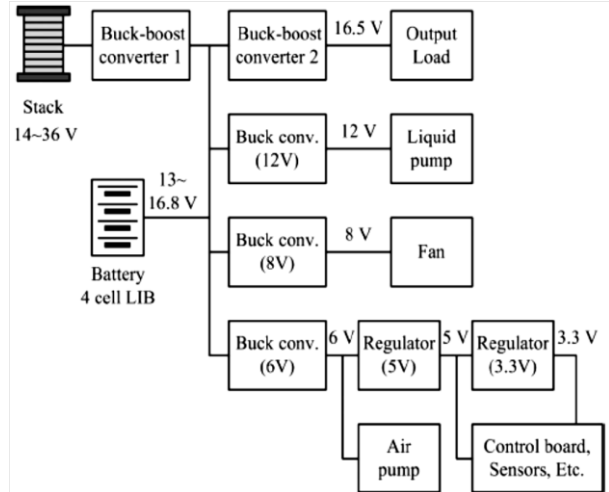 Buck-boost
converter 1
Buck-boost
converter 2
16.5 V
Output
Load
Stack
14~36 V
Buck conv.
(12V)
12 V
Liquid
pump
13~
16.8 V
Battery
4 cell LIB
Buck conv.
(8V)
8 V
Fan
Buck conv.
(6V)
6 V
Regulator
(5V)
5 V
Regulator
(3.3V)
3.3 V
Air
pump
Control board,
Sensors, Etc.